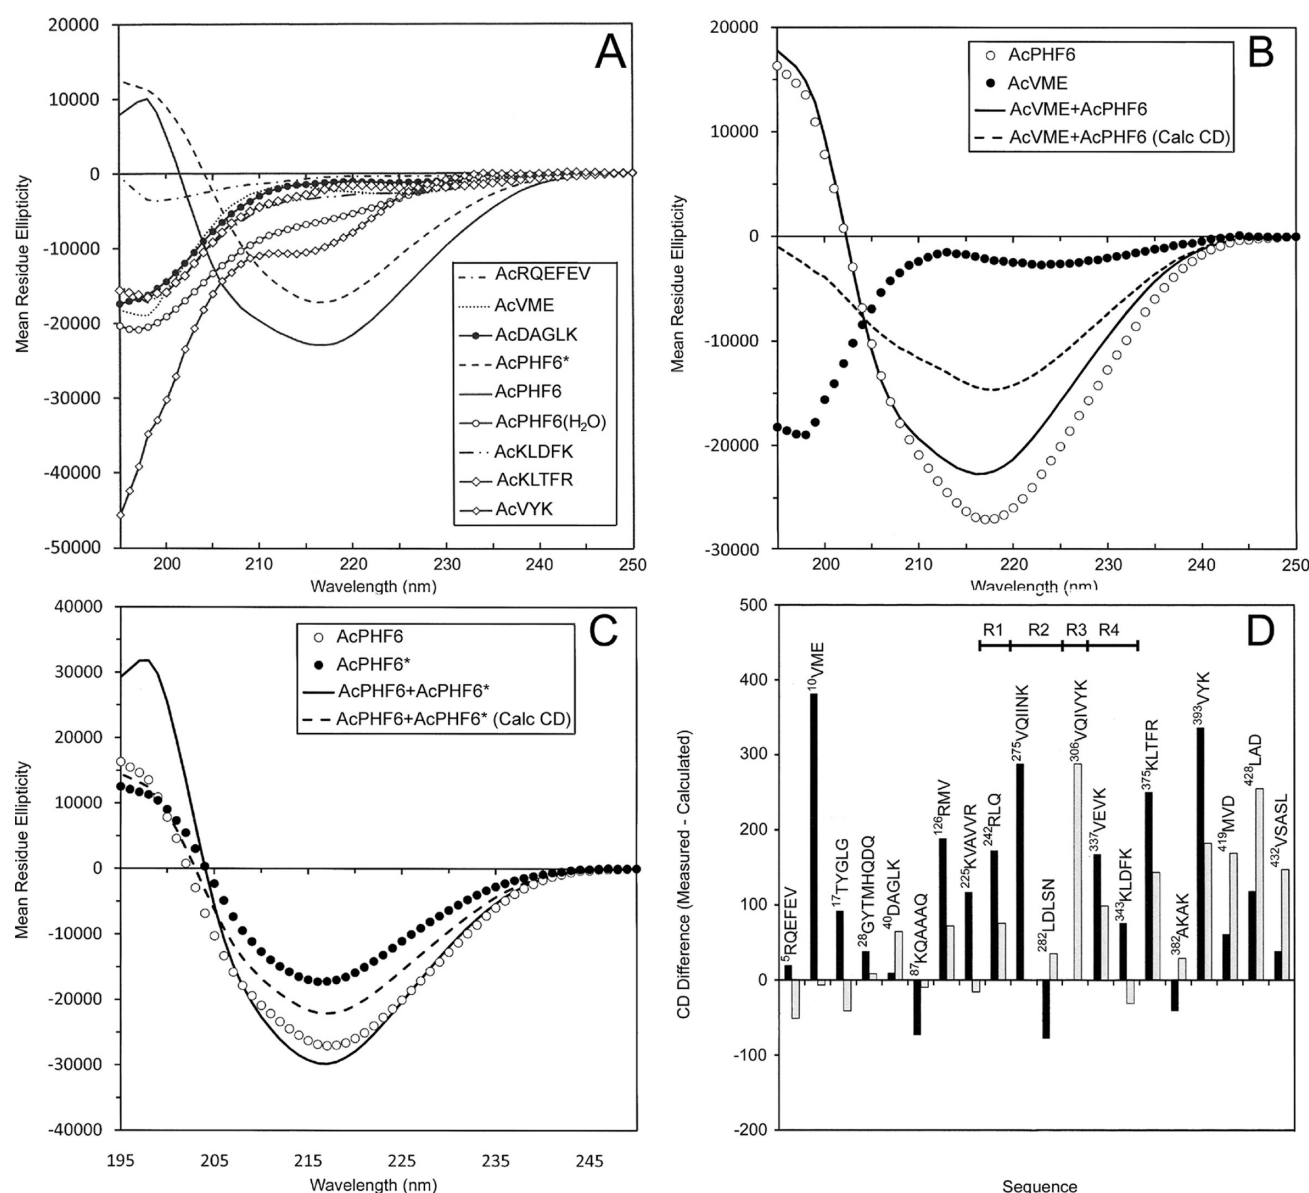 A
20000
10000
0
-10000
-20000
-30000
-40000
-50000
Mean Residue Ellipticity
AcRQEFEV
AcVME
AcDAGLK
AcPHF6*
AcPHF6
AcPHF6(H₂O)
AcKLDFK
AcKLTFR
AcVYK
200 210 220 230 240 250
Wavelength (nm)
B
20000
10000
0
-10000
-20000
-30000
Mean Residue Ellipticity
AcPHF6
AcVME
AcVME+AcPHF6
AcVME+AcPHF6 (Calc CD)
200 210 220 230 240 250
Wavelength (nm)
C
40000
30000
20000
10000
0
-10000
-20000
-30000
-40000
Mean Residue Ellipticity
AcPHF6
AcPHF6*
AcPHF6+AcPHF6*
AcPHF6+AcPHF6* (Calc CD)
195 205 215 225 235 245
Wavelength (nm)
D
500
400
300
200
100
0
-100
-200
CD Difference (Measured - Calculated)
R1 R2 R3 R4
⁵RQEFEV
¹⁰VME
¹⁷TYGLG
²⁸GYTMHQDQ
⁴⁰DAGLK
⁸⁷KQAAAQ
¹²⁶RMV
²²⁵KVAVVR
²⁴²RLQ
²⁷⁵VQIINK
²⁸²LDLSN
³⁰⁶VQIVYK
³³⁷VEVK
³⁴³KLDFK
³⁷⁵KLTFR
³⁸²AKAK
³⁹³VYK
⁴¹⁹MVD
⁴²⁸LAD
⁴³²VSASL
Sequence